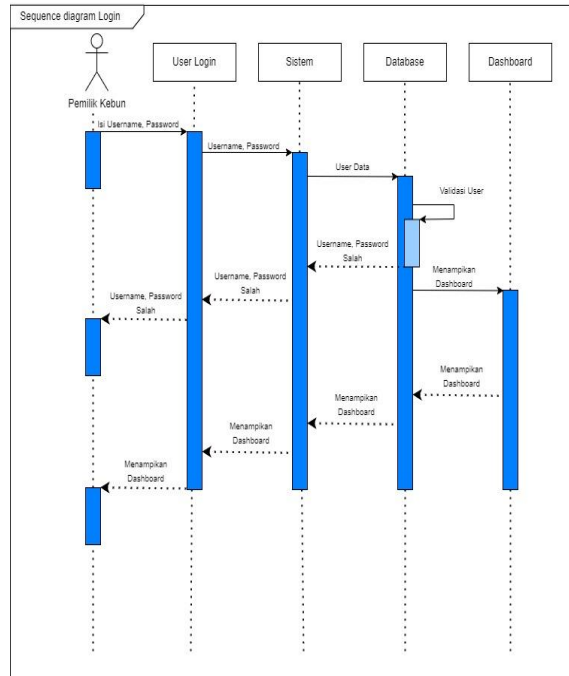 Sequence diagram Login
User Login
Sistem
Database
Dashboard
Pemilik Kebun
Isi Username, Password
Username, Password
User Data
Validasi User
Username, Password
Salah
Username, Password
Salah
Username, Password
Salah
Menampikan
Dashboard
Menampikan
Dashboard
Menampikan
Dashboard
Menampikan
Dashboard
Menampikan
Dashboard